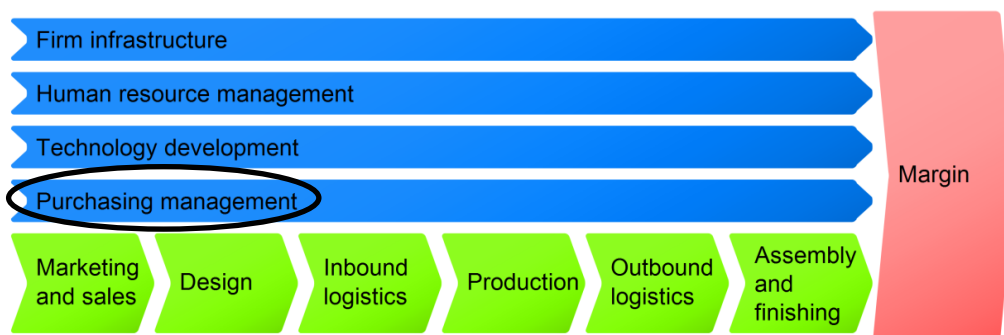 Firm infrastructure
Human resource management
Technology development
Purchasing management
Margin
Marketing
and sales
Design
Inbound
logistics
Production
Outbound
logistics
Assembly
and
finishing